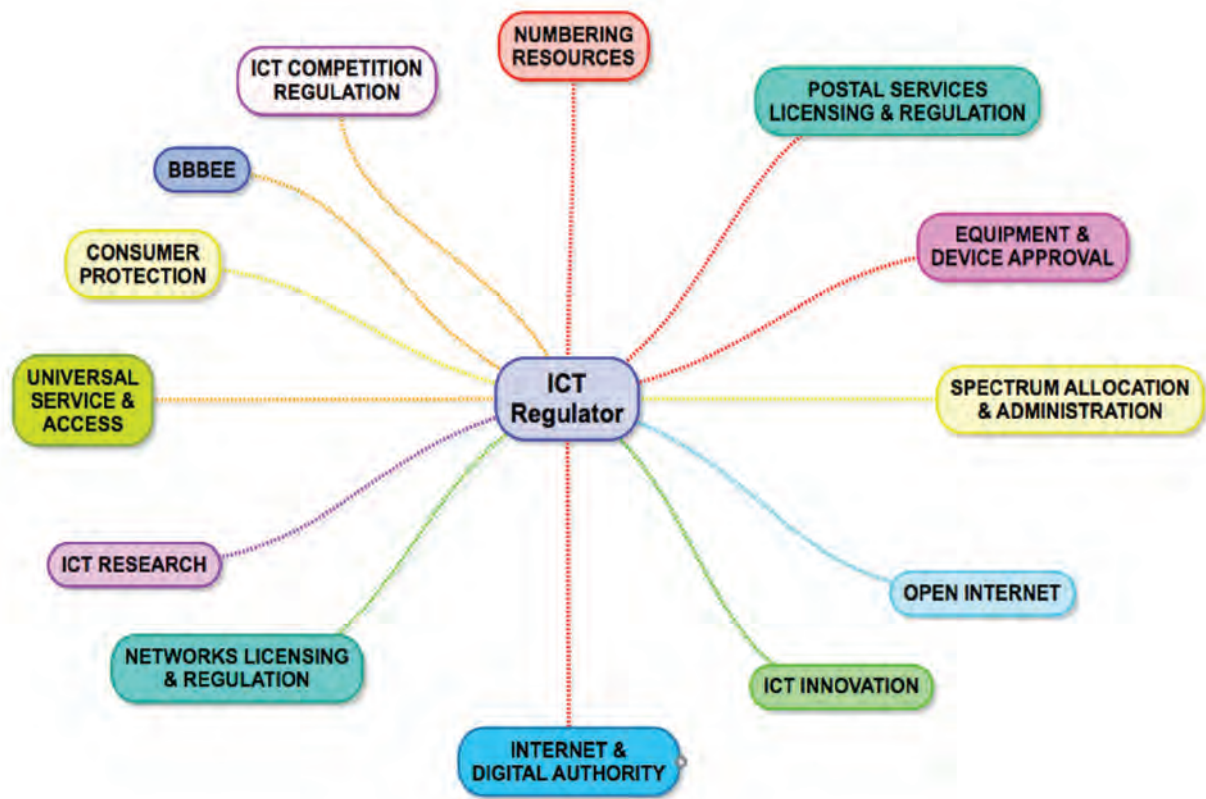 NUMBERING
RESOURCES
ICT COMPETITION
REGULATION
POSTAL SERVICES
LICENSING & REGULATION
BBBEE
EQUIPMENT &
DEVICE APPROVAL
CONSUMER
PROTECTION
UNIVERSAL
SERVICE &
ACCESS
ICT
Regulator
SPECTRUM ALLOCATION
& ADMINISTRATION
ICT RESEARCH
OPEN INTERNET
NETWORKS LICENSING
& REGULATION
ICT INNOVATION
INTERNET &
DIGITAL AUTHORITY